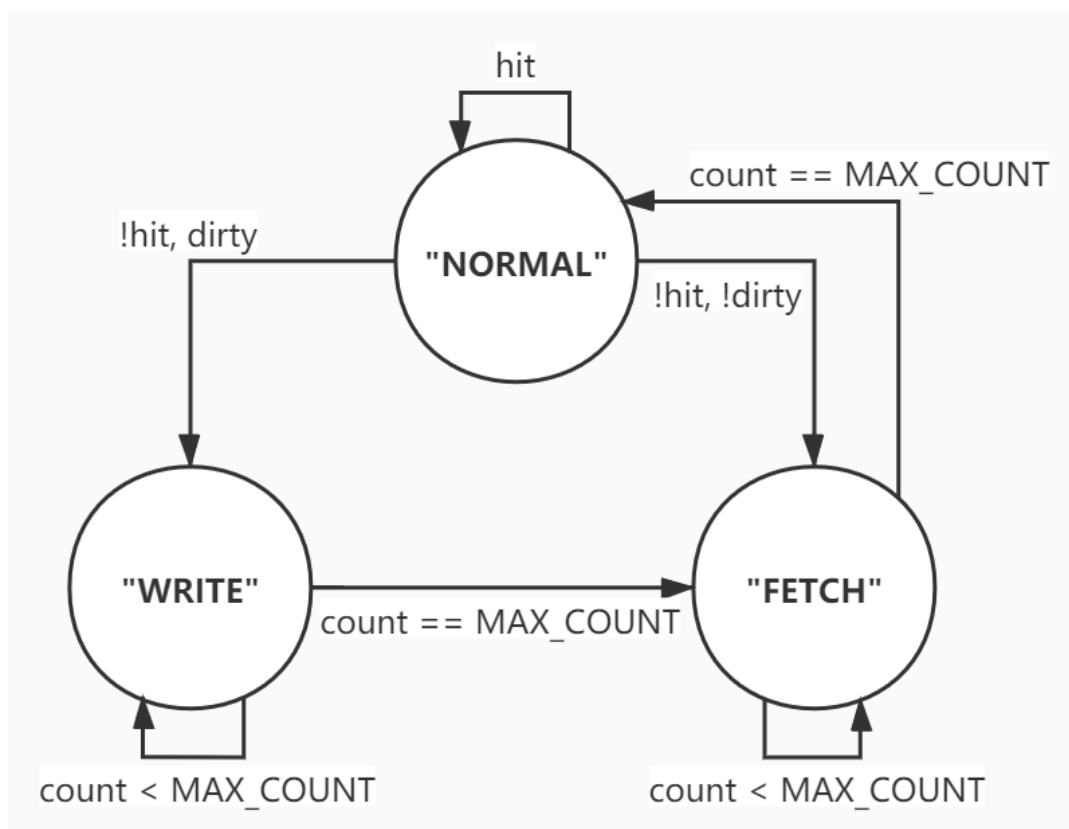 hit
count == MAX_COUNT
!hit, dirty
"NORMAL"
!hit, !dirty
"WRITE"
"FETCH"
count == MAX_COUNT
count < MAX_COUNT
count < MAX_COUNT